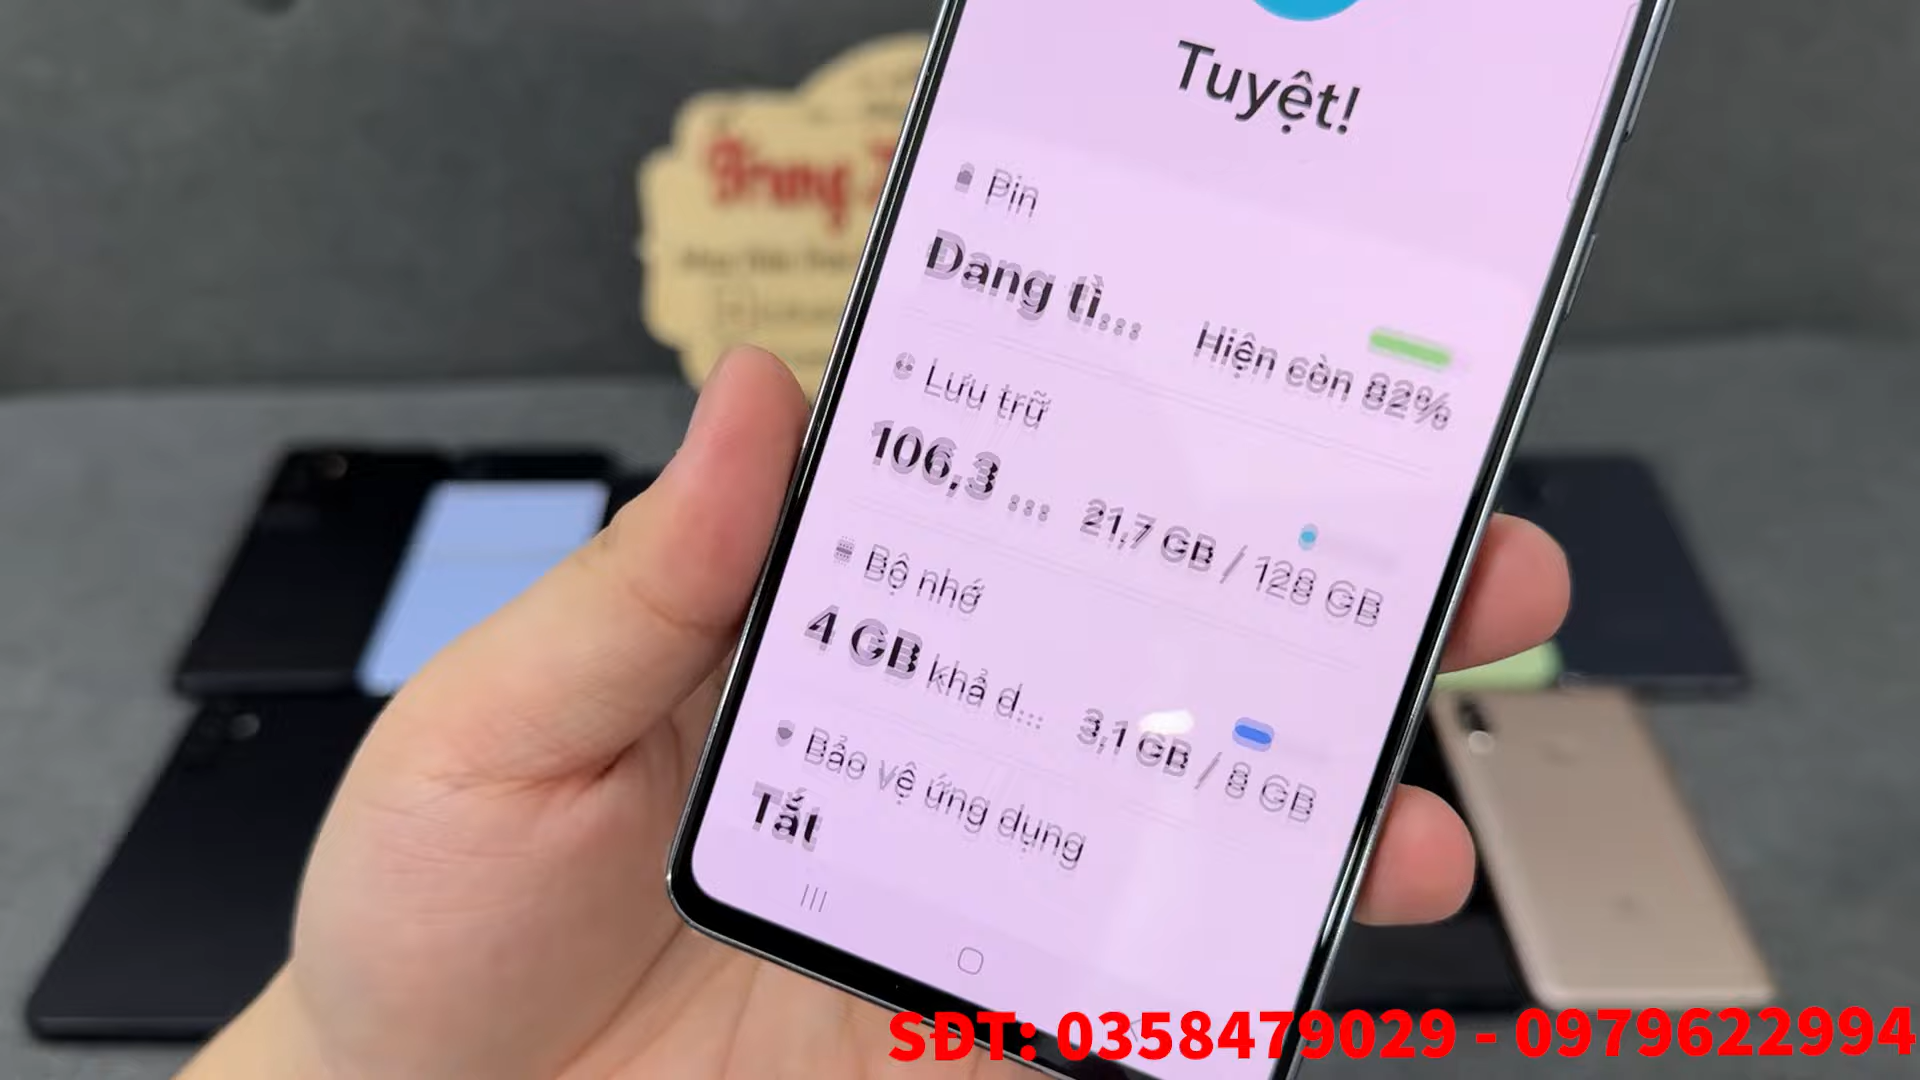 Tuyệt!
Pin
Đang tì...
Hiện còn 82%
Lưu trữ
106,3 ...
21,7 GB / 128 GB
Bộ nhớ
4 GB khả d...
3,1 GB / 8 GB
Bảo vệ ứng dụng
Tắt
SĐT: 0358479029 - 0979622994